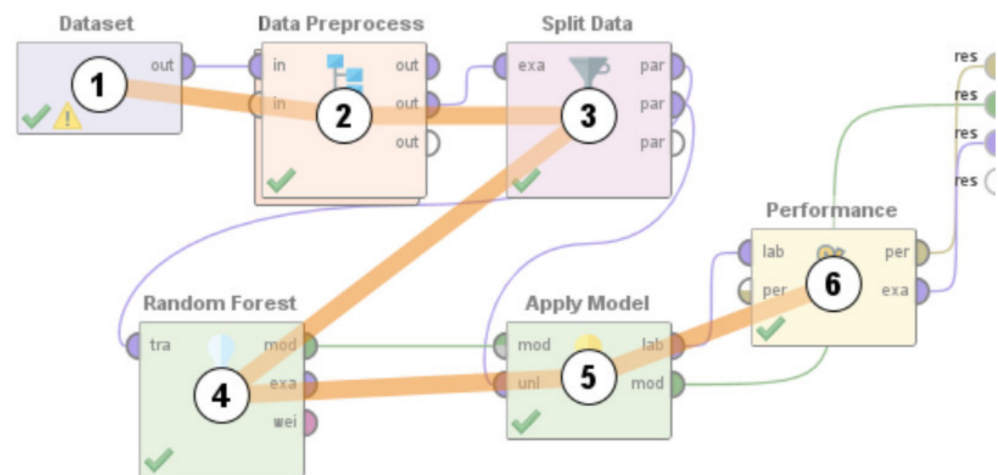 Dataset
out
1
Data Preprocess
in
out
in
out
out
2
Split Data
exa
par
par
par
3
res
res
res
res
Random Forest
tra
mod
exa
wei
4
Apply Model
mod
lab
unl
mod
5
Performance
lab
per
per
exa
6